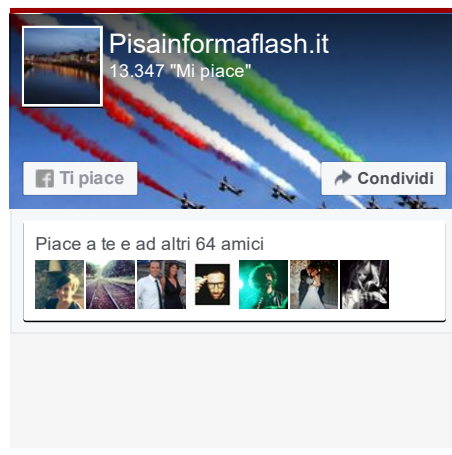 Pisainformaflash.it
13.347 "Mi piace"
Ti piace
Condividi
Piace a te e ad altri 64 amici